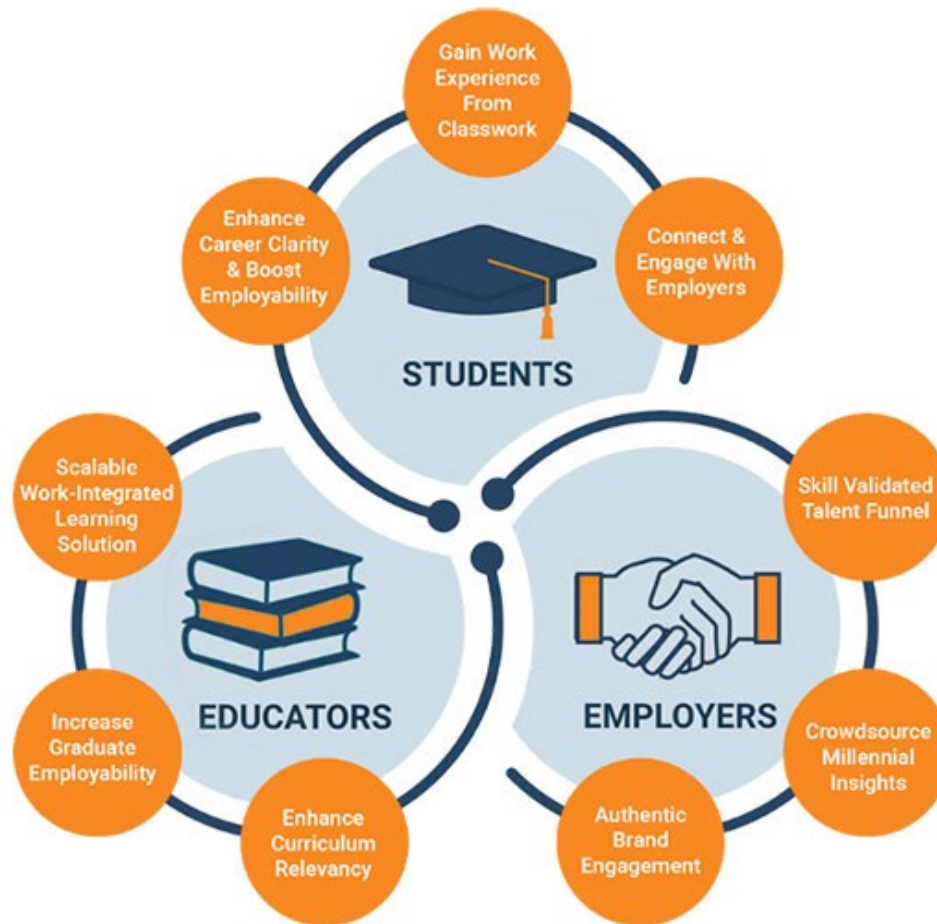 Gain Work
Experience
From
Classwork
Enhance
Career Clarity
& Boost
Employability
Connect &
Engage With
Employers
STUDENTS
Scalable
Work-Integrated
Learning
Solution
Increase
Graduate
Employability
Enhance
Curriculum
Relevancy
EDUCATORS
Skill Validated
Talent Funnel
Crowdsource
Millennial
Insights
Authentic
Brand
Engagement
EMPLOYERS